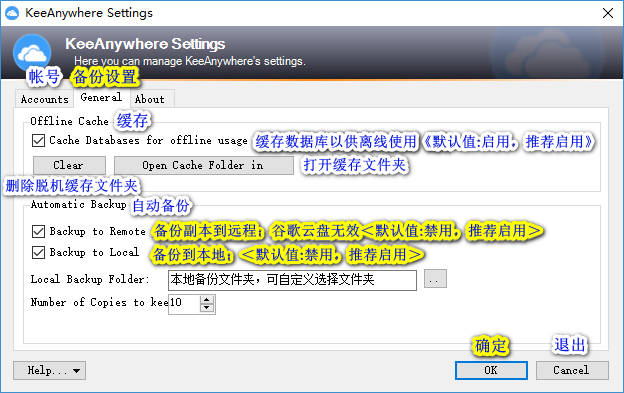 KeeAnywhere Settings
KeeAnywhere Settings
Here you can manage KeeAnywhere's settings.
帐号 备份设置
Accounts General About
Offline Cache 缓存
Cache Databases for offline usage 缓存数据库以供离线使用《默认值:启用，推荐启用》
Clear Open Cache Folder in 打开缓存文件夹
删除脱机缓存文件夹
Automatic Backup 自动备份
Backup to Remote 备份副本到远程；谷歌云盘无效<默认值:禁用，推荐启用>
Backup to Local 备份到本地；<默认值:禁用，推荐启用>
Local Backup Folder: 本地备份文件夹，可自定义选择文件夹 ..
Number of Copies to kee 10
确定 退出
Help... OK Cancel